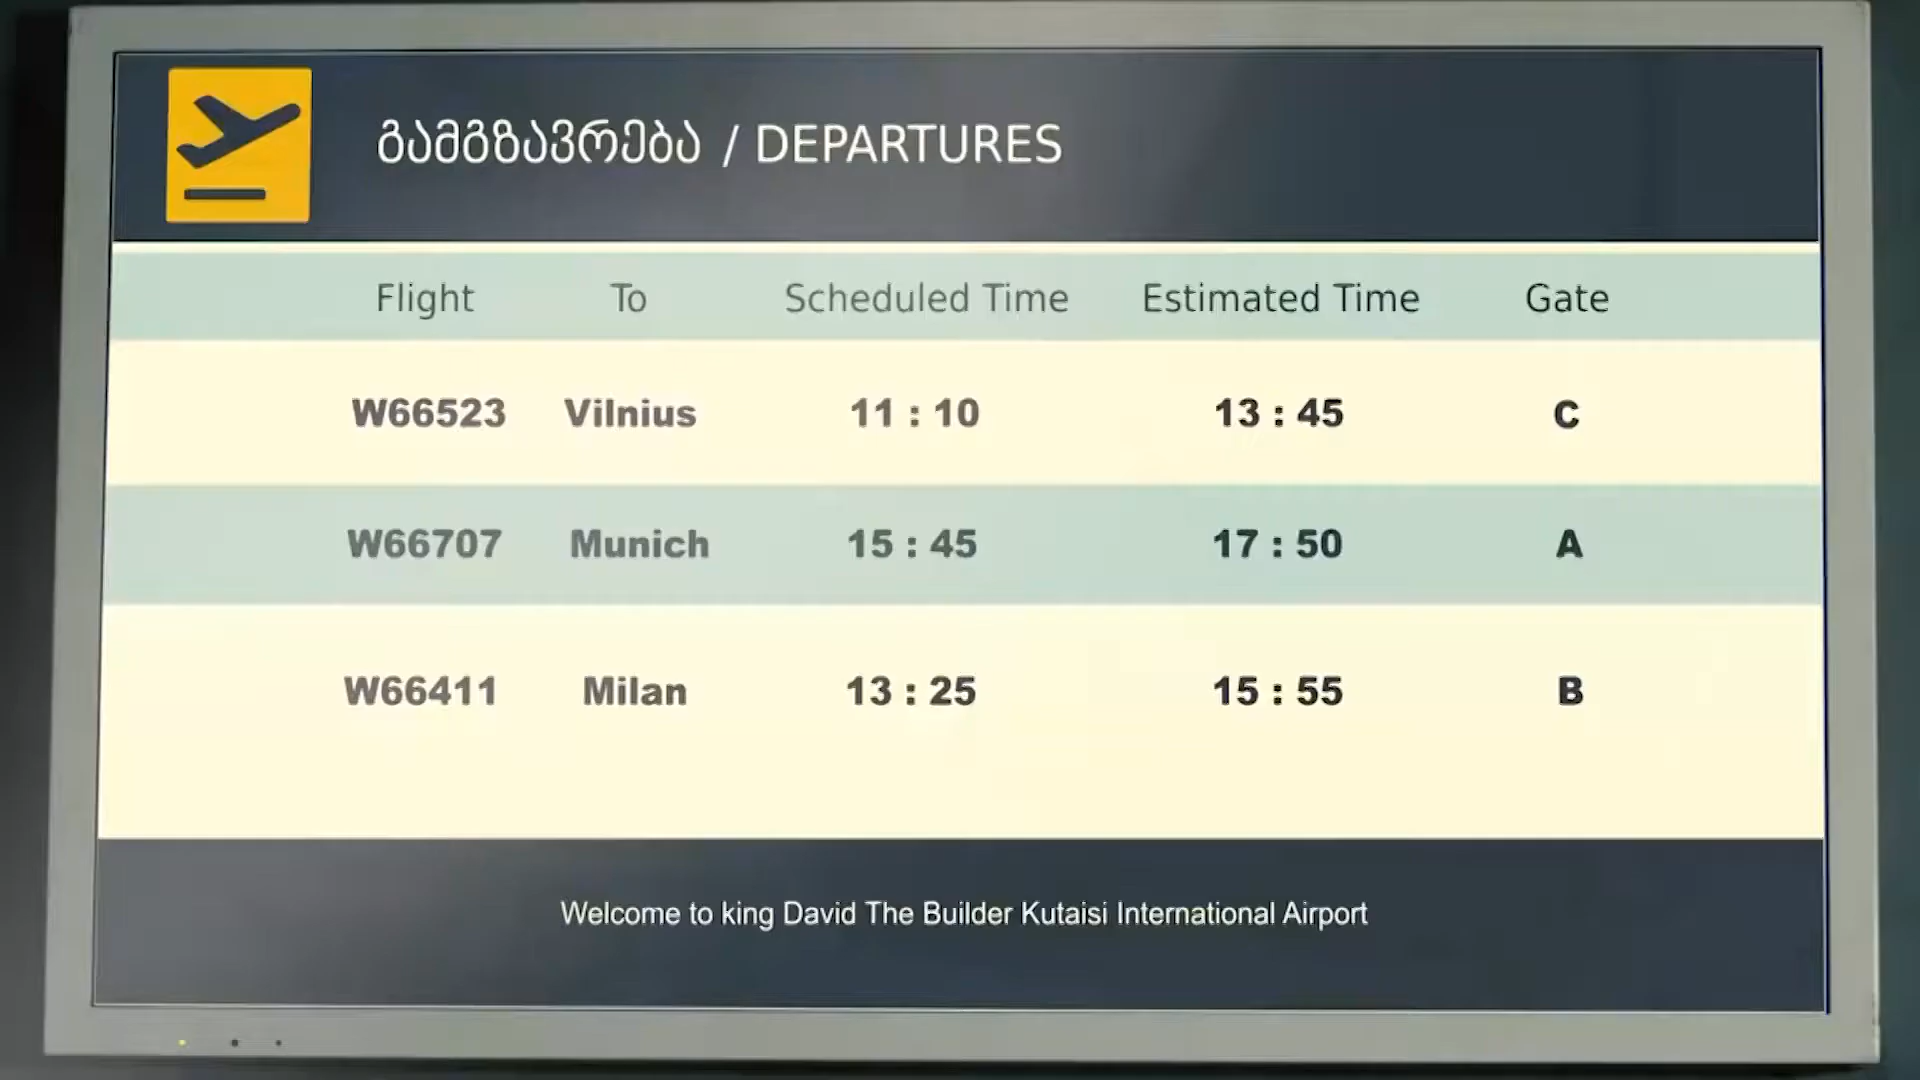 გამგზავრება / DEPARTURES
Flight To Scheduled Time Estimated Time Gate
W66523 Vilnius 11 : 10 13 : 45 C
W66707 Munich 15 : 45 17 : 50 A
W66411 Milan 13 : 25 15 : 55 B
Welcome to king David The Builder Kutaisi International Airport